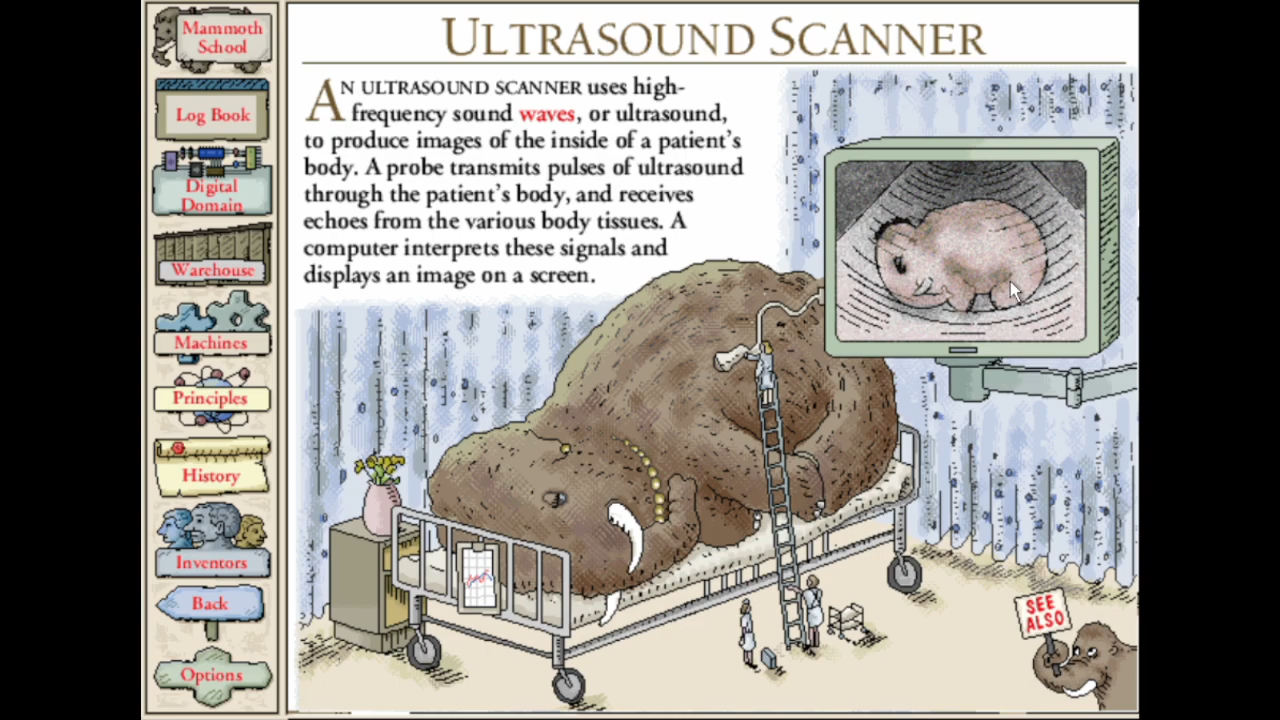 Mammoth
School
Log Book
Digital
Domain
Warehouse
Machines
Principles
History
Inventors
Back
Options
ULTRASOUND SCANNER
AN ULTRASOUND SCANNER uses high-
frequency sound waves, or ultrasound,
to produce images of the inside of a patient's
body. A probe transmits pulses of ultrasound
through the patient's body, and receives
echoes from the various body tissues. A
computer interprets these signals and
displays an image on a screen.
SEE
ALSO